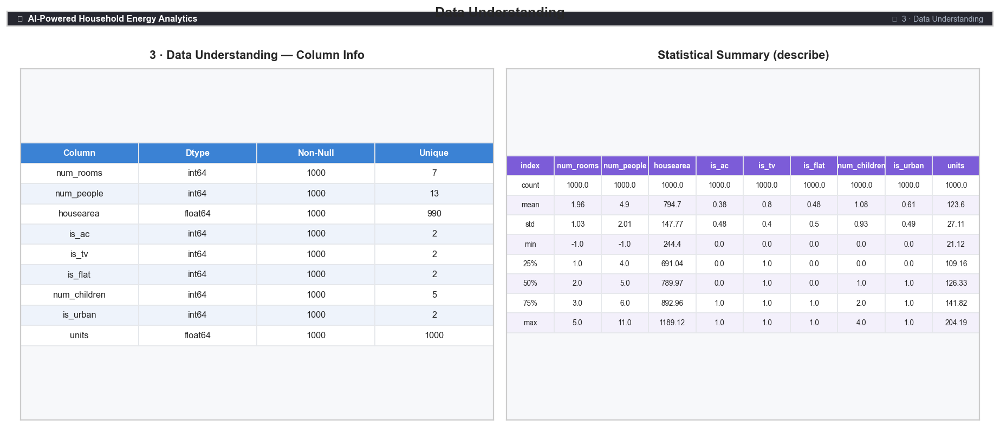 Data Understanding
AI-Powered Household Energy Analytics
3 · Data Understanding
3 · Data Understanding — Column Info
Column Dtype Non-Null Unique
num_rooms int64 1000 7
num_people int64 1000 13
housearea float64 1000 990
is_ac int64 1000 2
is_tv int64 1000 2
is_flat int64 1000 2
num_children int64 1000 5
is_urban int64 1000 2
units float64 1000 1000
Statistical Summary (describe)
index num_rooms num_people housearea is_ac is_tv is_flat num_children is_urban units
count 1000.0 1000.0 1000.0 1000.0 1000.0 1000.0 1000.0 1000.0 1000.0
mean 1.96 4.9 794.7 0.38 0.8 0.48 1.08 0.61 123.6
std 1.03 2.01 147.77 0.48 0.4 0.5 0.93 0.49 27.11
min -1.0 -1.0 244.4 0.0 0.0 0.0 0.0 0.0 21.12
25% 1.0 4.0 691.04 0.0 1.0 0.0 0.0 0.0 109.16
50% 2.0 5.0 789.97 0.0 1.0 0.0 1.0 1.0 126.33
75% 3.0 6.0 892.96 1.0 1.0 1.0 2.0 1.0 141.82
max 5.0 11.0 1189.12 1.0 1.0 1.0 4.0 1.0 204.19